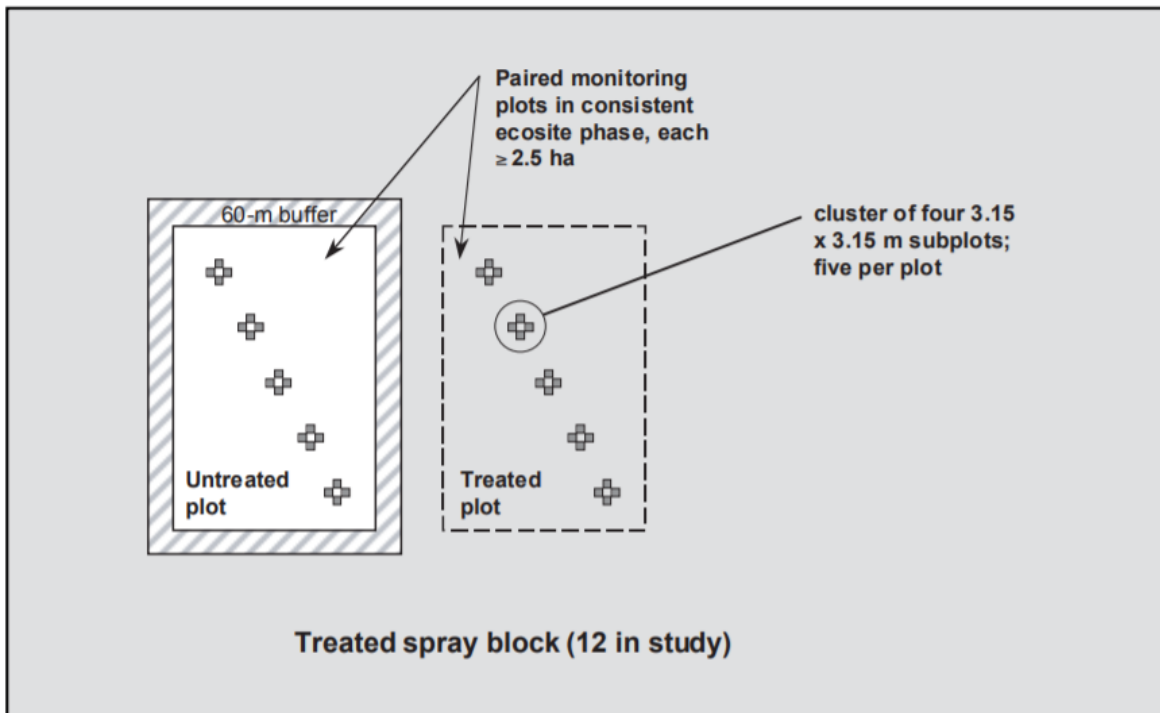 Paired monitoring
plots in consistent
ecosite phase, each
≥ 2.5 ha
60-m buffer
cluster of four 3.15
x 3.15 m subplots;
five per plot
Untreated
plot
Treated
plot
Treated spray block (12 in study)